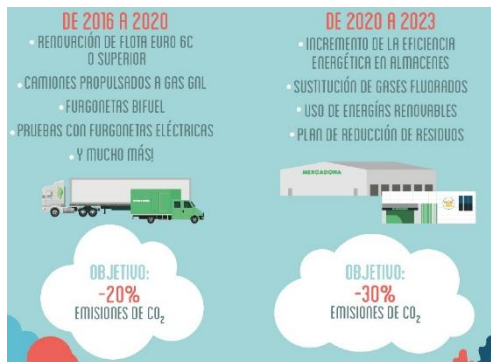 DE 2016 A 2020
• RENOVACIÓN DE FLOTA EURO 6C
O SUPERIOR
• CAMIONES PROPULSADOS A GAS GNL
• FURGONETAS BIFUEL
• PRUEBAS CON FURGONETAS ELÉCTRICAS
• Y MUCHO MÁS!
OBJETIVO:
-20%
EMISIONES DE CO₂
DE 2020 A 2023
• INCREMENTO DE LA EFICIENCIA
ENERGÉTICA EN ALMACENES
• SUSTITUCIÓN DE GASES FLUORADOS
• USO DE ENERGÍAS RENOVABLES
• PLAN DE REDUCCIÓN DE RESIDUOS
MERCADONA
OBJETIVO:
-30%
EMISIONES DE CO₂